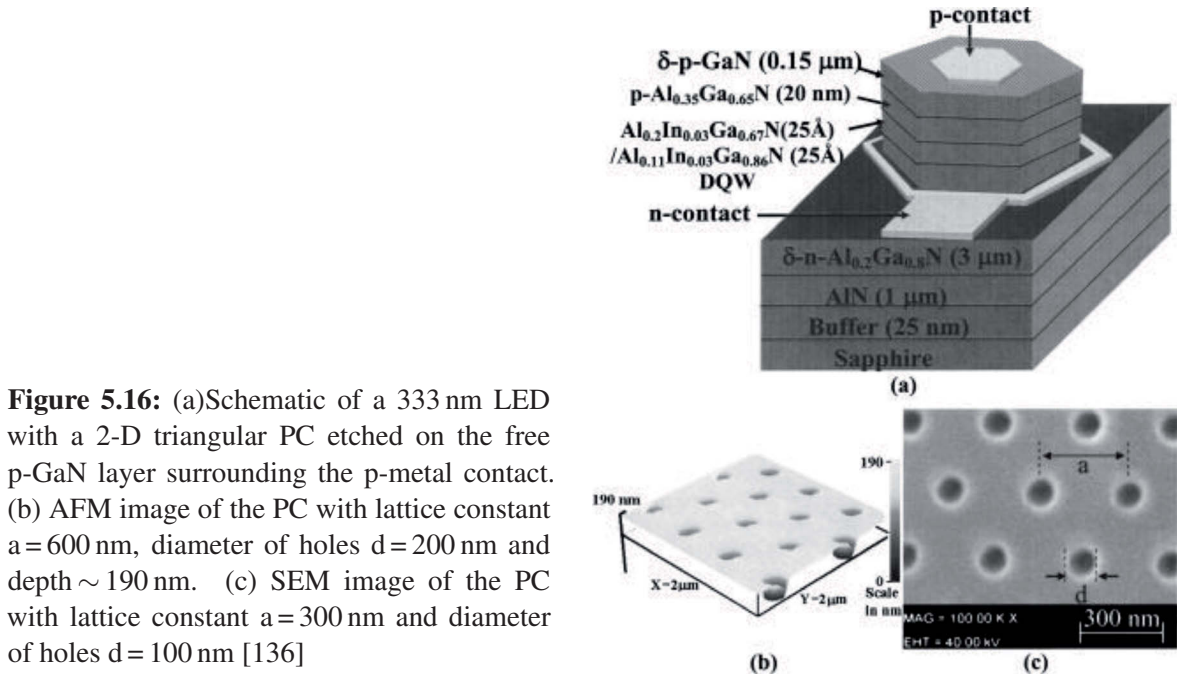 p-contact
δ-p-GaN (0.15 μm)
p-Al₀.₃₅Ga₀.₆₅N (20 nm)
Al₀.₂In₀.₀₃Ga₀.₆₇N(25Å)
/Al₀.₁₁In₀.₀₃Ga₀.₈₆N (25Å)
DQW
n-contact
δ-n-Al₀.₂Ga₀.₈N (3 μm)
AlN (1 μm)
Buffer (25 nm)
Sapphire
(a)
Figure 5.16: (a)Schematic of a 333 nm LED
with a 2-D triangular PC etched on the free
p-GaN layer surrounding the p-metal contact.
(b) AFM image of the PC with lattice constant
a = 600 nm, diameter of holes d = 200 nm and
depth ∼ 190 nm. (c) SEM image of the PC
with lattice constant a = 300 nm and diameter
of holes d = 100 nm [136]
190 nm
X=2μm
Y=2μm
190
0
Scale
In nm
(b)
a
d
MAG = 100.00 K X
EHT = 40.00 kV
300 nm
(c)